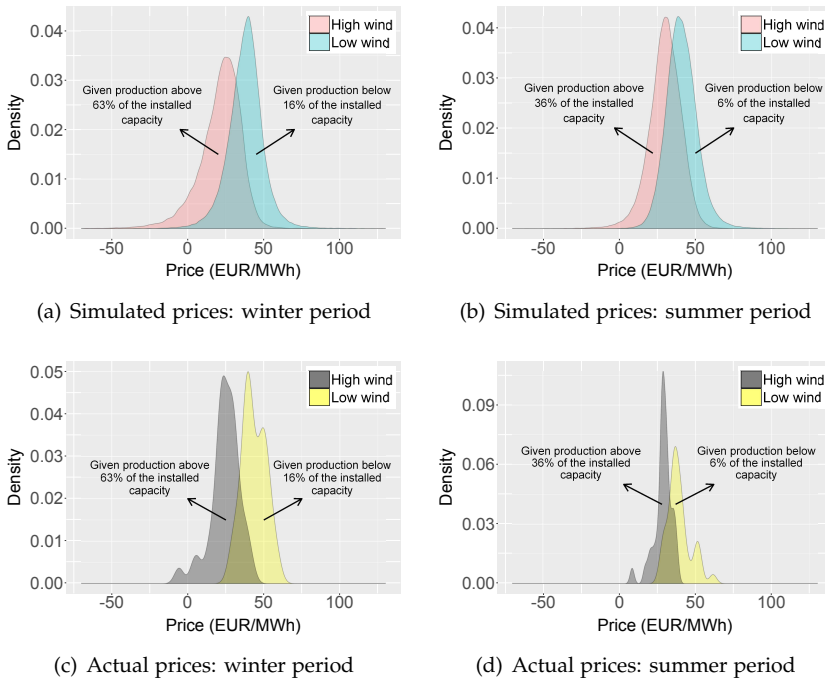 High wind
Low wind
Given production above
63% of the installed
capacity
Given production below
16% of the installed
capacity
Density
0.04
0.03
0.02
0.01
0.00
-50
0
50
100
Price (EUR/MWh)
(a) Simulated prices: winter period
High wind
Low wind
Given production above
36% of the installed
capacity
Given production below
6% of the installed
capacity
Density
0.04
0.03
0.02
0.01
0.00
-50
0
50
100
Price (EUR/MWh)
(b) Simulated prices: summer period
High wind
Low wind
Given production above
63% of the installed
capacity
Given production below
16% of the installed
capacity
Density
0.05
0.04
0.03
0.02
0.01
0.00
-50
0
50
100
Price (EUR/MWh)
(c) Actual prices: winter period
High wind
Low wind
Given production above
36% of the installed
capacity
Given production below
6% of the installed
capacity
Density
0.09
0.06
0.03
0.00
-50
0
50
100
Price (EUR/MWh)
(d) Actual prices: summer period